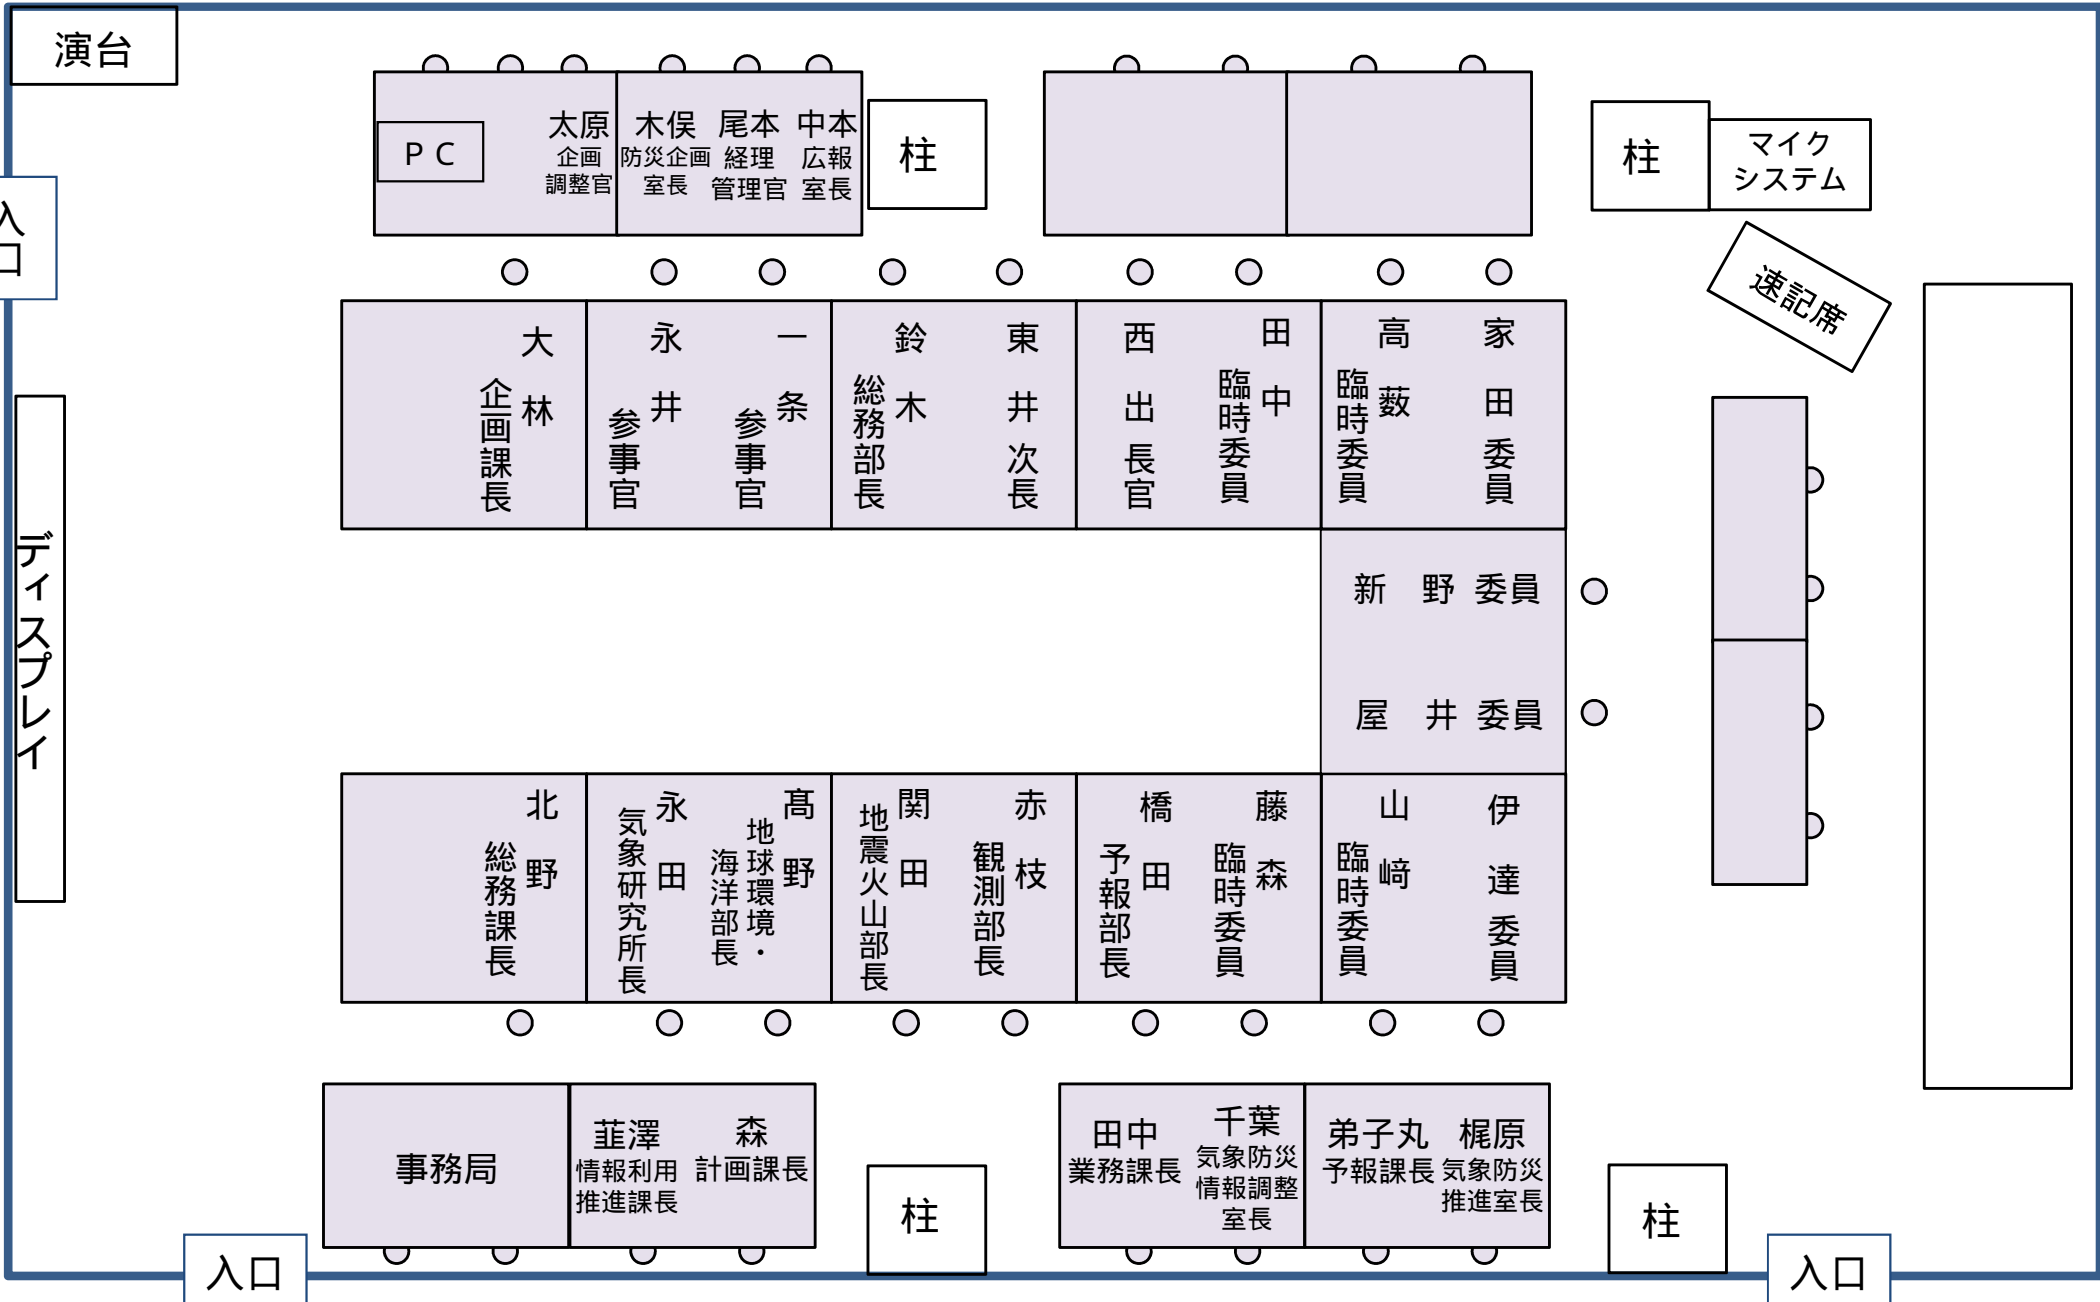 演台
ＰＣ
太原
企画
調整官
木俣
防災企画
室長
尾本
経理
管理官
中本
広報
室長
柱
柱
マイク
システム
入口
速記席
大林
企画課長
永井
参事官
一条
参事官
鈴木
総務部長
東井次長
西出長官
田中
臨時委員
高薮
臨時委員
家田委員
新　野 委員
屋　井 委員
ディスプレイ
北野
総務課長
永田
気象研究所長
髙野
地球環境・
海洋部長
関田
地震火山部長
赤枝
観測部長
橋田
予報部長
藤森
臨時委員
山﨑
臨時委員
伊達委員
事務局
韮澤
情報利用
推進課長
森
計画課長
柱
田中
業務課長
千葉
気象防災
情報調整
室長
弟子丸
予報課長
梶原
気象防災
推進室長
柱
入口
入口